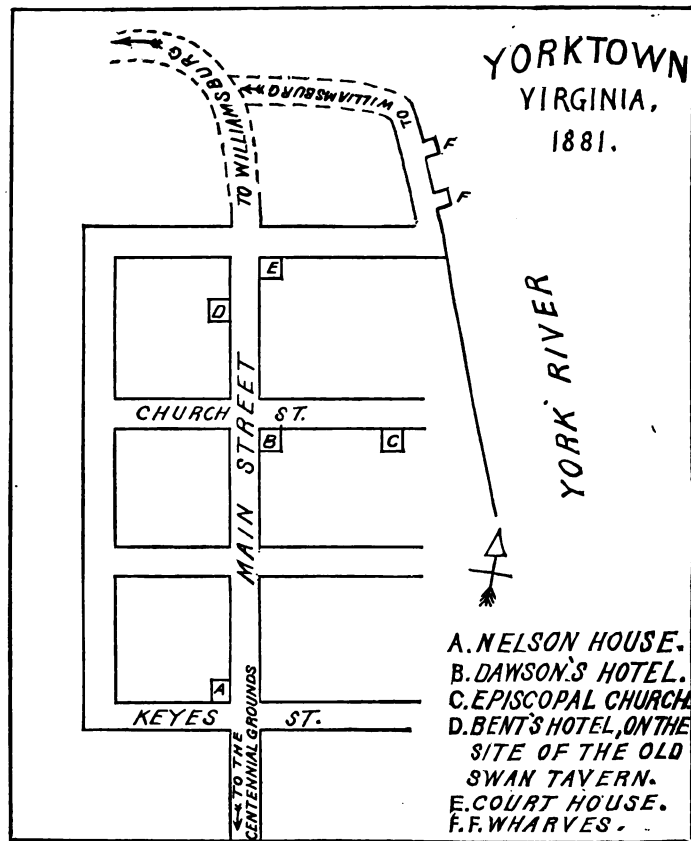 YORKTOWN
VIRGINIA,
1881.
TO WILLIAMSBURG
TO WILLIAMSBURG
F
F
E
D
YORK RIVER
MAIN STREET
CHURCH ST.
B
C
A
KEYES ST.
TO THE
CENTENNIAL GROUNDS
A. NELSON HOUSE.
B. DAWSON'S HOTEL.
C. EPISCOPAL CHURCH.
D. BENT'S HOTEL, ON THE
SITE OF THE OLD
SWAN TAVERN.
E. COURT HOUSE.
F.F. WHARVES.